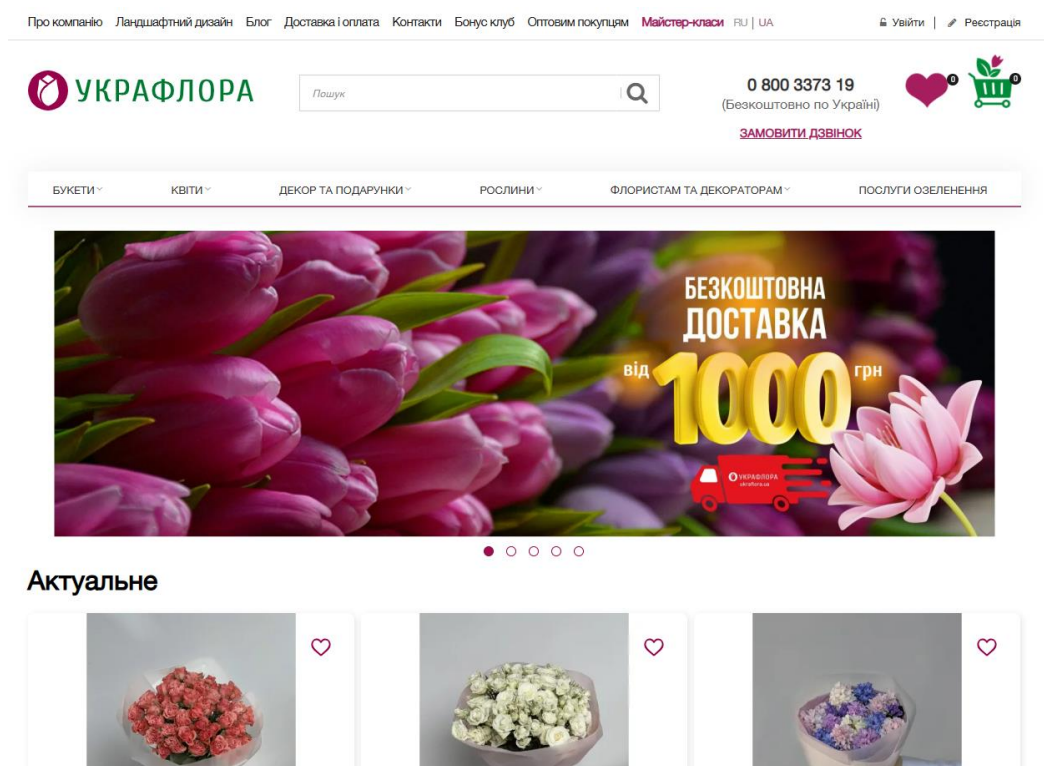 Про компанію Ландшафтний дизайн Блог Доставка і оплата Контакти Бонус клуб Оптовим покупцям Майстер-класи RU | UA Увійти | Реєстрація
УКРАФЛОРА
Пошук
0 800 3373 19
(Безкоштовно по Україні)
ЗАМОВИТИ ДЗВІНОК
0
0
БУКЕТИ КВІТИ ДЕКОР ТА ПОДАРУНКИ РОСЛИНИ ФЛОРИСТАМ ТА ДЕКОРАТОРАМ ПОСЛУГИ ОЗЕЛЕНЕННЯ
БЕЗКОШТОВНА
ДОСТАВКА
від 1000 грн
УКРАФЛОРА
ukraflora.ua
Актуальне